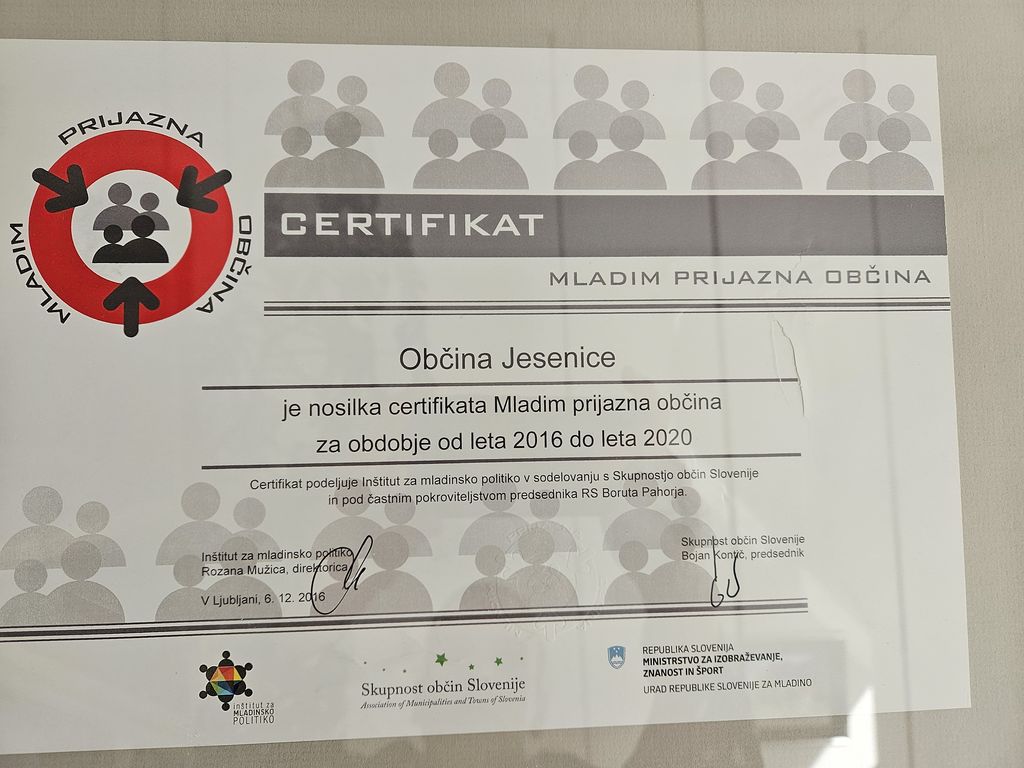 PRIJAZNA
OBČINA
MLADIM
CERTIFIKAT
MLADIM PRIJAZNA OBČINA
Občina Jesenice
je nosilka certifikata Mladim prijazna občina
za obdobje od leta 2016 do leta 2020
Certifikat podeljuje Inštitut za mladinsko politiko v sodelovanju s Skupnostjo občin Slovenije
in pod častnim pokroviteljstvom predsednika RS Boruta Pahorja.
Inštitut za mladinsko politiko
Rozana Mužica, direktorica
V Ljubljani, 6. 12. 2016
Skupnost občin Slovenije
Bojan Kontič, predsednik
inštitut za
MLADINSKO
POLITIKO
Skupnost občin Slovenije
Association of Municipalities and Towns of Slovenia
REPUBLIKA SLOVENIJA
MINISTRSTVO ZA IZOBRAŽEVANJE,
ZNANOST IN ŠPORT
URAD REPUBLIKE SLOVENIJE ZA MLADINO